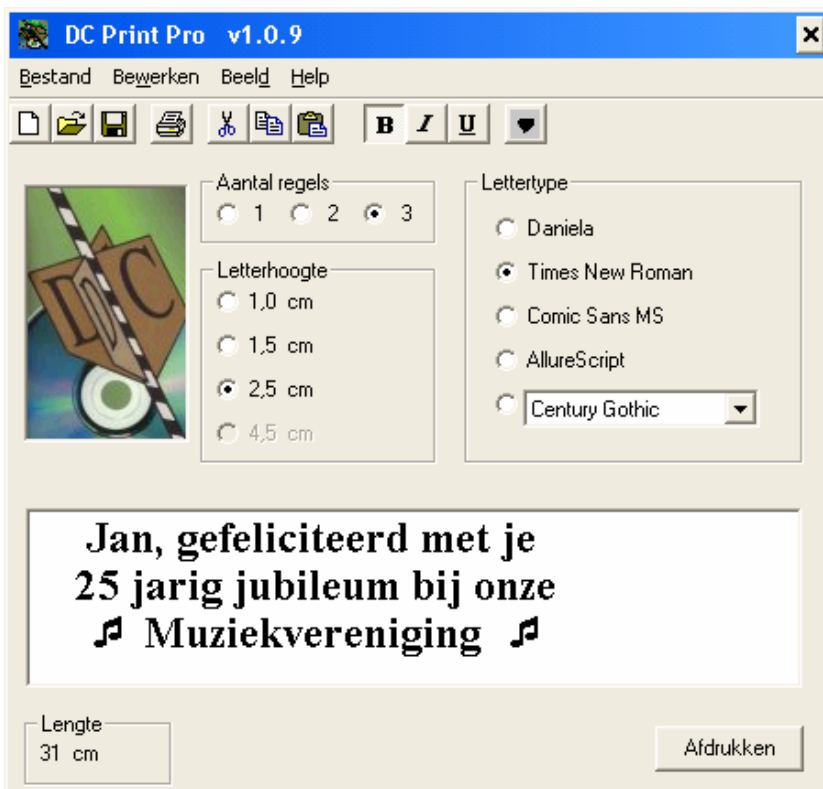 DC Print Pro v1.0.9
Bestand Bewerken Beeld Help
B I U
DC
Aantal regels
1 2 3
Letterhoogte
1,0 cm
1,5 cm
2,5 cm
4,5 cm
Lettertype
Daniela
Times New Roman
Comic Sans MS
AllureScript
Century Gothic
Jan, gefeliciteerd met je
25 jarig jubileum bij onze
♫ Muziekvereniging ♫
Lengte
31 cm
Afdrukken